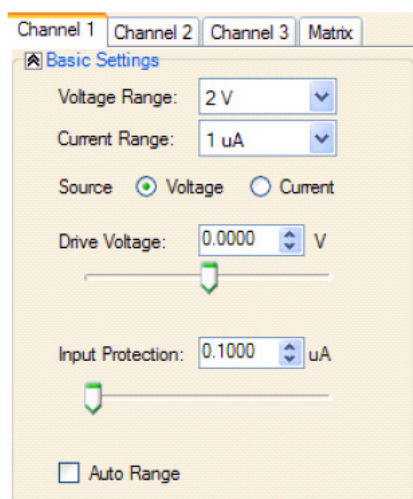 Channel 1 Channel 2 Channel 3 Matrix
Basic Settings
Voltage Range: 2 V
Current Range: 1 uA
Source Voltage Current
Drive Voltage: 0.0000 V
Input Protection: 0.1000 uA
Auto Range